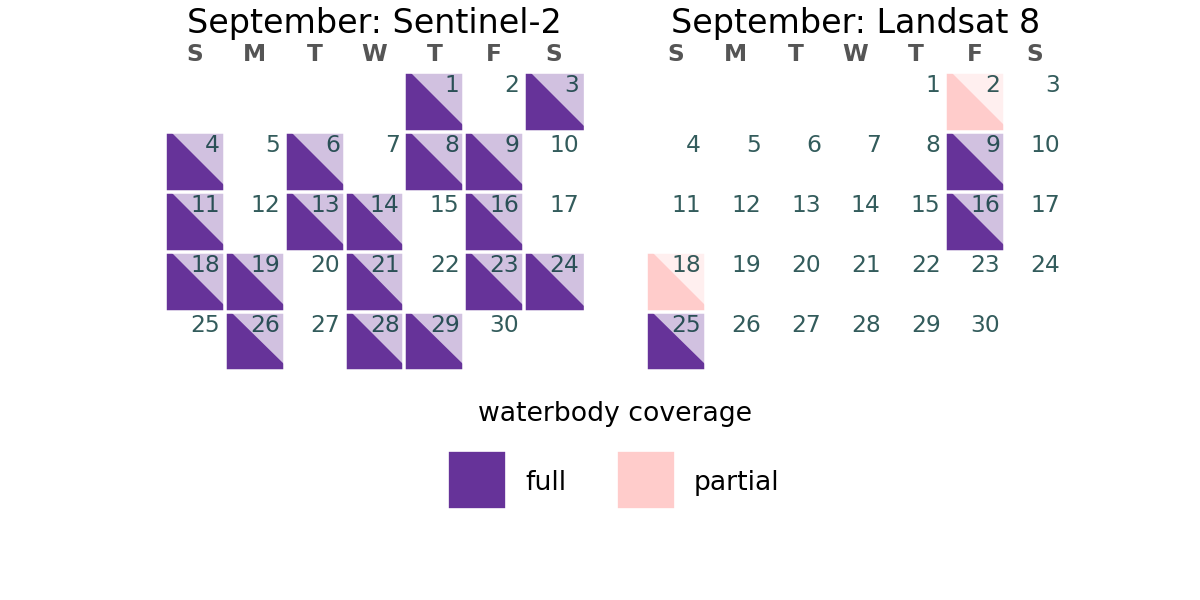 September: Sentinel-2
S M T W T F S
1 2 3
4 5 6 7 8 9 10
11 12 13 14 15 16 17
18 19 20 21 22 23 24
25 26 27 28 29 30
September: Landsat 8
S M T W T F S
1 2 3
4 5 6 7 8 9 10
11 12 13 14 15 16 17
18 19 20 21 22 23 24
25 26 27 28 29 30
waterbody coverage
full partial